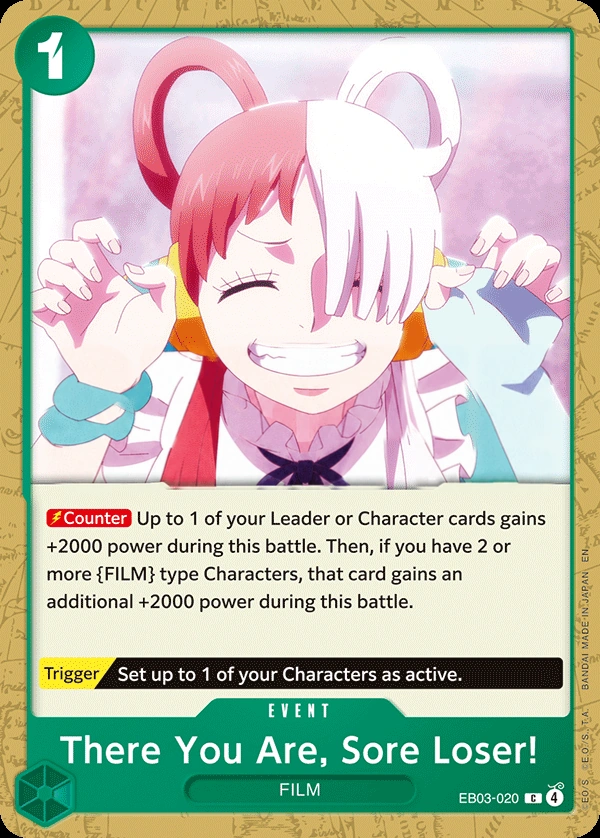 1
Counter Up to 1 of your Leader or Character cards gains
+2000 power during this battle. Then, if you have 2 or
more {FILM} type Characters, that card gains an
additional +2000 power during this battle.
Trigger Set up to 1 of your Characters as active.
EVENT
There You Are, Sore Loser!
FILM
EB03-020 C 4
BANDAI MADE IN JAPAN EN